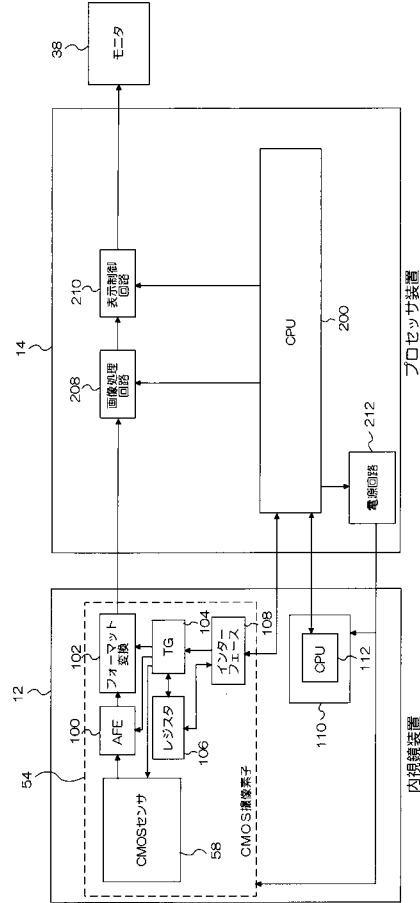 12
54
100
AFE
102
フォーマット
変換
CMOSセンサ
58
TG
104
レジスタ
106
インター
フェース
108
CMOS撮像素子
CPU
112
110
内視鏡装置
14
208
画像処理
回路
210
表示制御
回路
CPU
200
212
電源回路
プロセッサ装置
38
モニタ